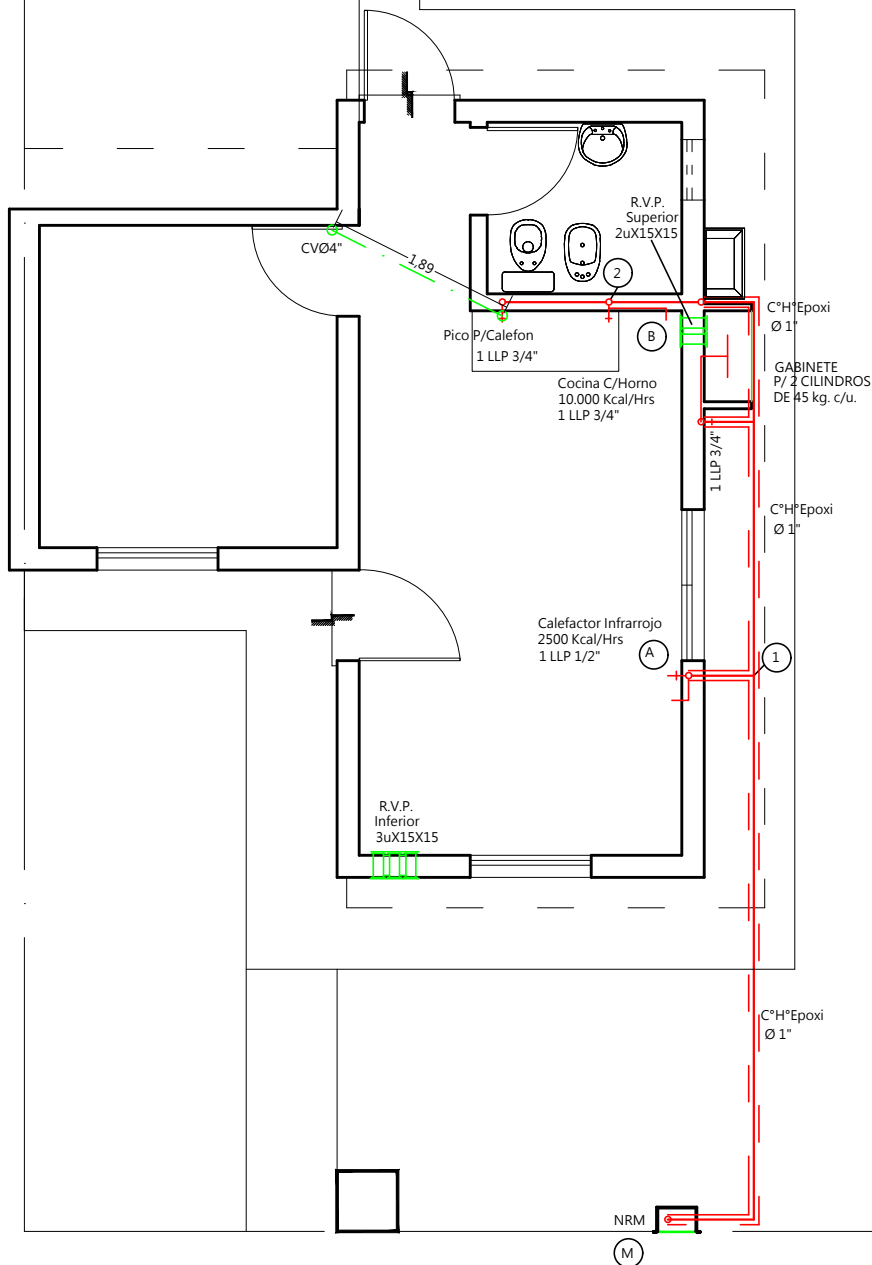 R.V.P.
Superior
2uX15X15
CVØ4"
1,89
2
C°H°Epoxi
Ø 1"
Pico P/Calefon
1 LLP 3/4"
B
GABINETE
P/ 2 CILINDROS
DE 45 kg. c/u.
Cocina C/Horno
10.000 Kcal/Hrs
1 LLP 3/4"
1 LLP 3/4"
C°H°Epoxi
Ø 1"
Calefactor Infrarrojo
2500 Kcal/Hrs
1 LLP 1/2"
A
1
R.V.P.
Inferior
3uX15X15
C°H°Epoxi
Ø 1"
NRM
M